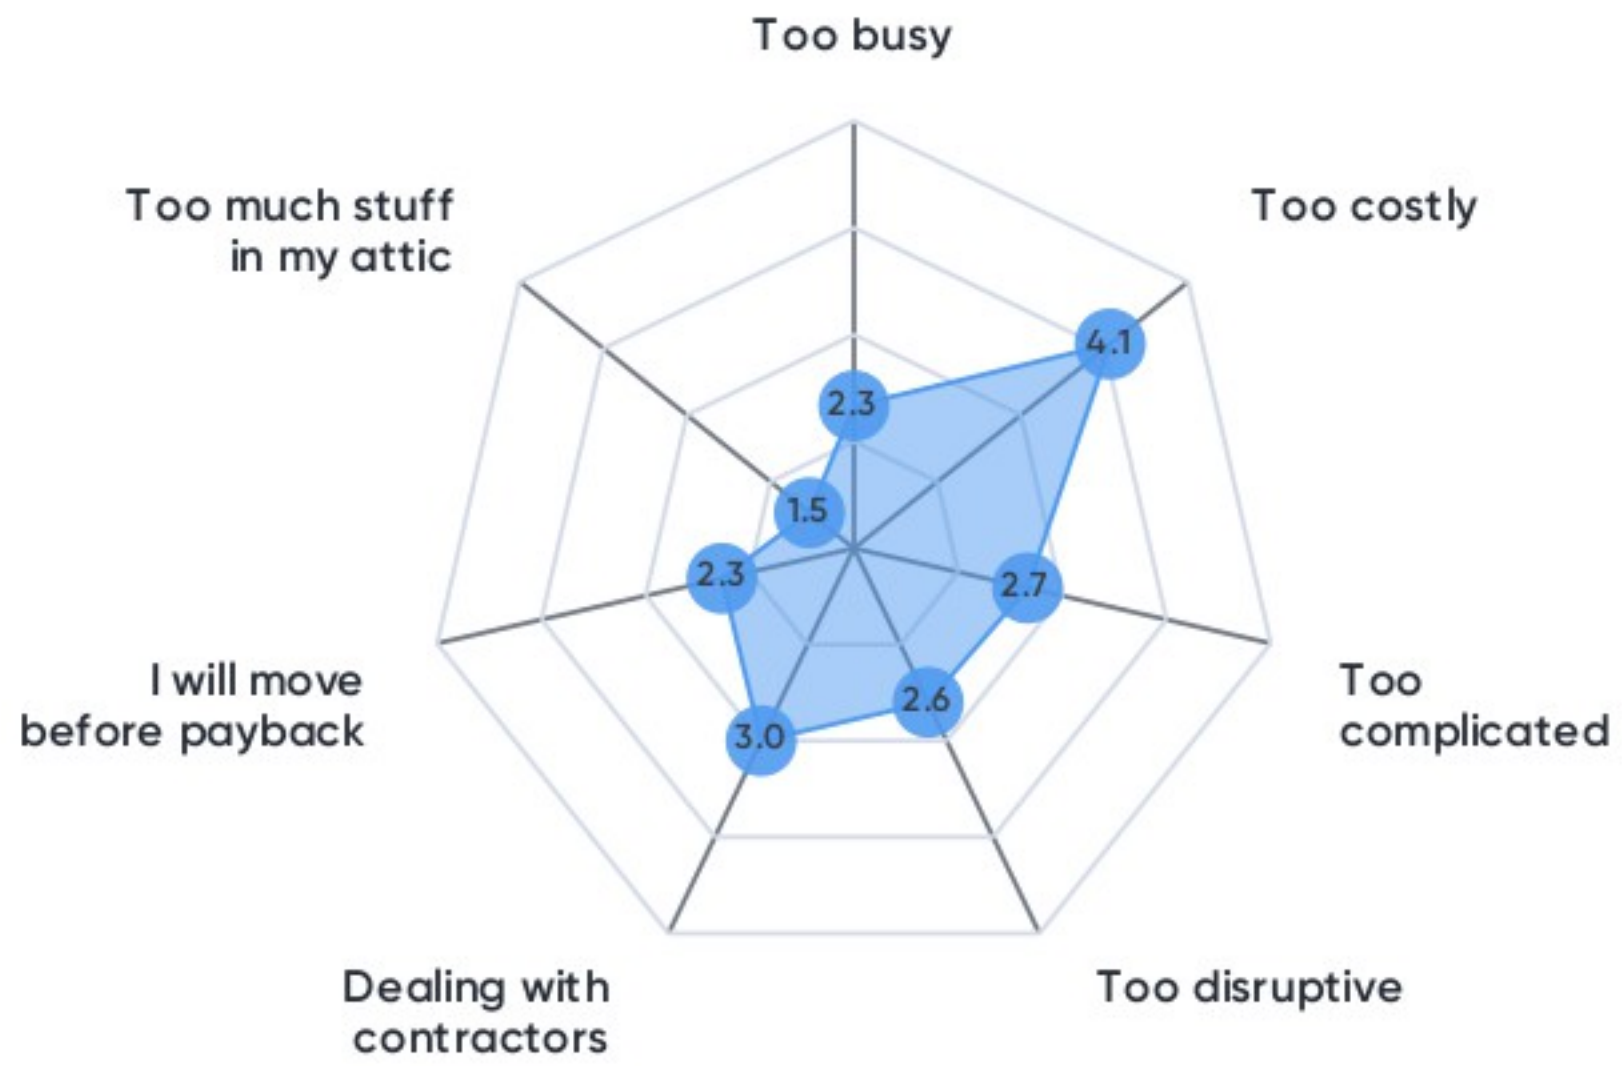 Too busy
Too costly
Too much stuff
in my attic
4.1
2.3
1.5
2.3
2.7
2.6
3.0
I will move
before payback
Too
complicated
Dealing with
contractors
Too disruptive